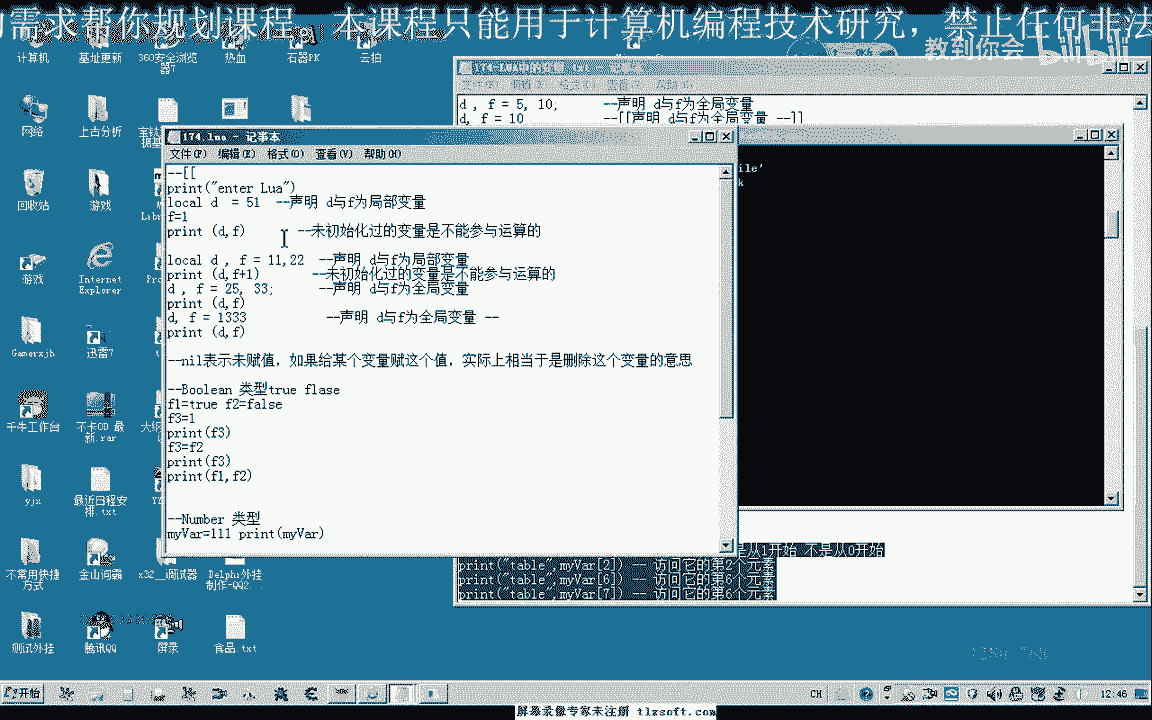 需求帮你规划课程 本课程只能用于计算机编程技术研究，禁止任何非法
教到你会
bilibili
计算机
基址更新
360安全浏览器7
热血
石器PK
云拍
网络
上古分析
回收站
游戏
游戏
Internet Explorer
Gamerxjh
迅雷7
千牛工作台
不卡OD 最新.rar
yjx
最近日程安排.txt
不常用快捷方式
金山词霸
x32__调试器
Delphi外挂制作-QQ2...
测试外挂
腾讯QQ
屏录
食品.txt
d , f = 5, 10; --声明 d与f为全局变量
d, f = 10 --[[声明 d与f为全局变量 --]]
174.lua - 记事本
文件(F) 编辑(E) 格式(O) 查看(V) 帮助(H)
--[[
print("enter Lua")
local d  = 51  --声明 d与f为局部变量
f=1
print (d,f) --未初始化过的变量是不能参与运算的
local d , f = 11,22 --声明 d与f为局部变量
print (d,f+1) --未初始化过的变量是不能参与运算的
d , f = 25, 33; --声明 d与f为全局变量
print (d,f)
d, f = 1333 --声明 d与f为全局变量 --
print (d,f)
--nil表示未赋值，如果给某个变量赋这个值，实际上相当于是删除这个变量的意思
--Boolean 类型true flase
f1=true f2=false
f3=1
print(f3)
f3=f2
print(f3)
print(f1,f2)
--Number 类型
myVar=111 print(myVar)
ile'
k
是从1开始 不是从0开始
print("table",myVar[2]) -- 访问它的第2个元素
print("table",myVar[6]) -- 访问它的第6个元素
print("table",myVar[7]) -- 访问它的第6个元素
开始
CH
12:46
屏幕录像专家未注册 tlxsoft.com